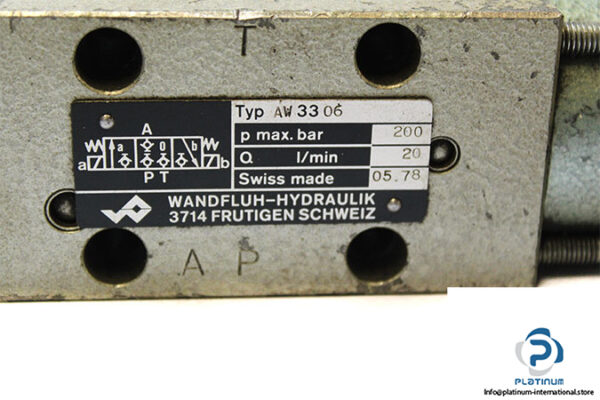 T
Typ AW 33 06
p max. bar 200
Q l/min 20
Swiss made 05.78
A
a a 0 b b
P T
WANDFLUH-HYDRAULIK
3714 FRUTIGEN SCHWEIZ
A P
PLATINUM
Info@platinum-international.store